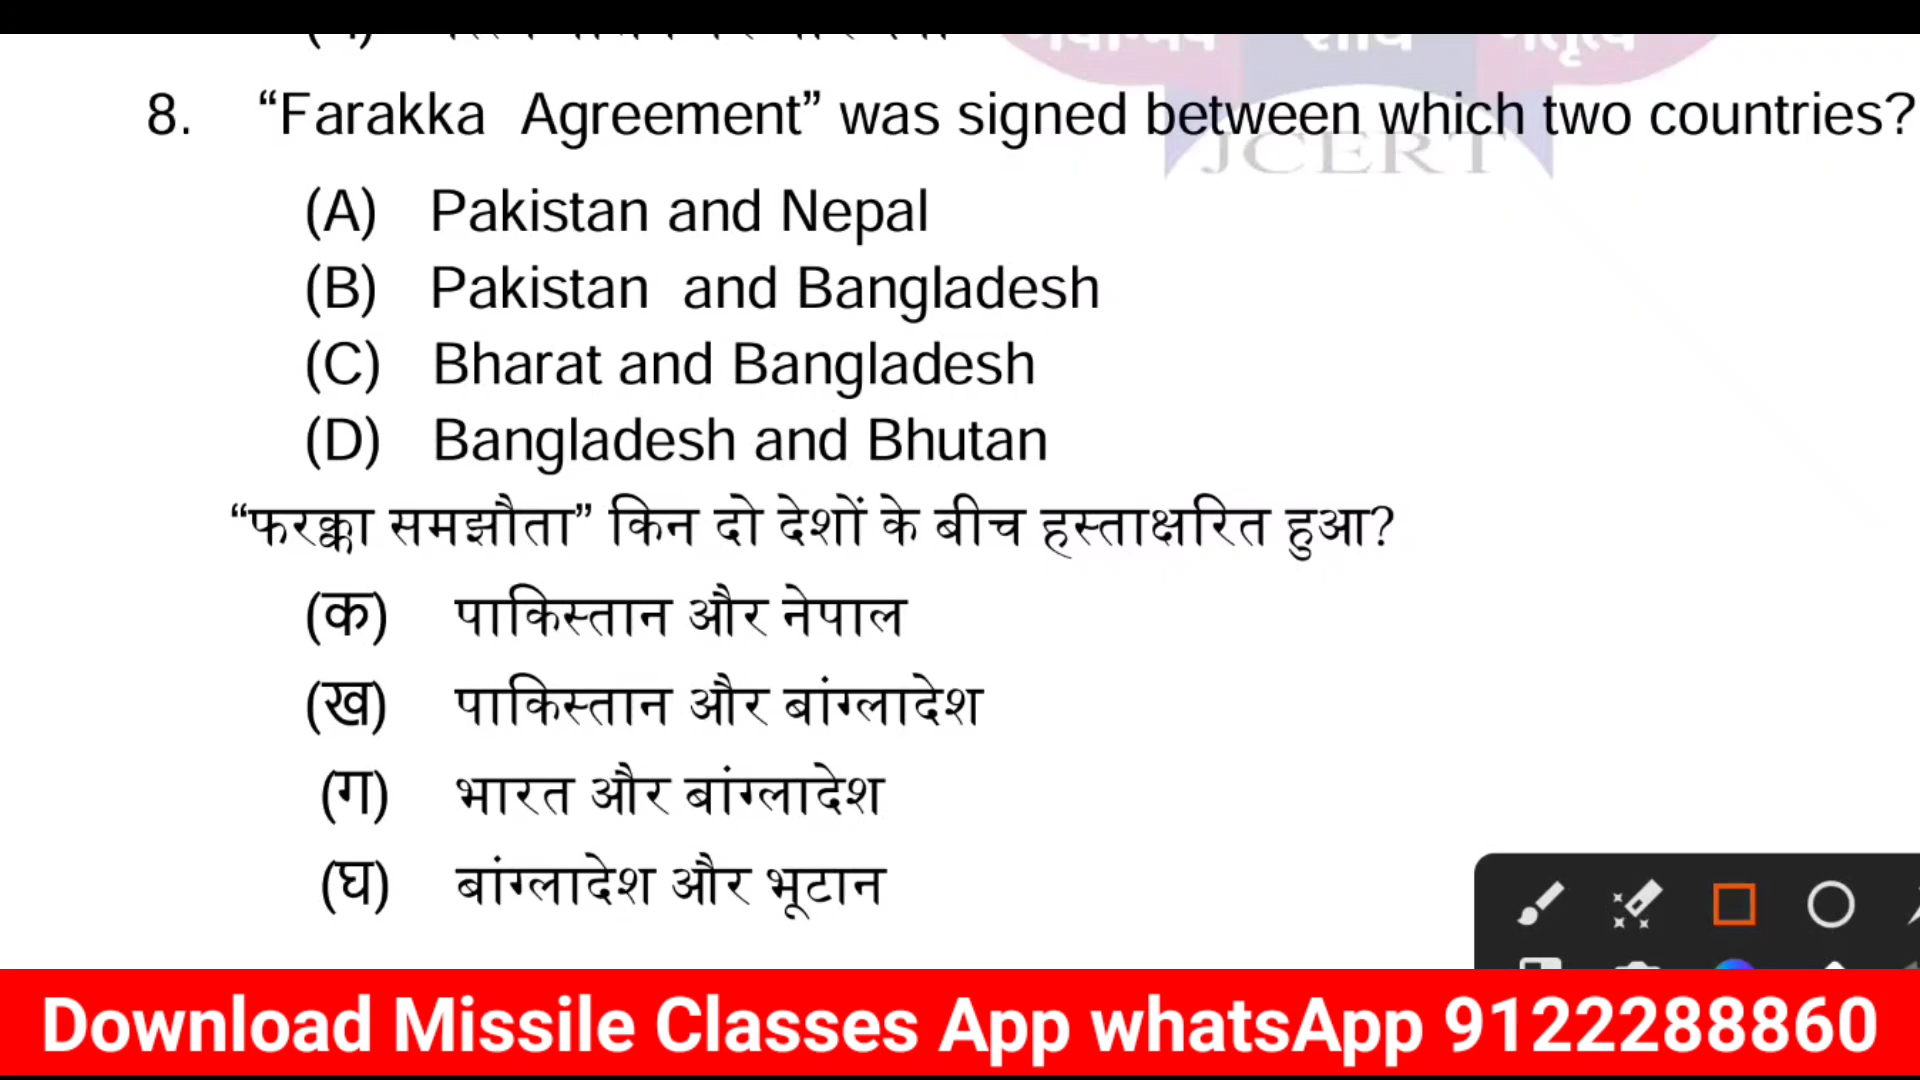 8. “Farakka Agreement” was signed between which two countries?
JCERT
(A) Pakistan and Nepal
(B) Pakistan and Bangladesh
(C) Bharat and Bangladesh
(D) Bangladesh and Bhutan
“फरक्का समझौता” किन दो देशों के बीच हस्ताक्षरित हुआ?
(क) पाकिस्तान और नेपाल
(ख) पाकिस्तान और बांग्लादेश
(ग) भारत और बांग्लादेश
(घ) बांग्लादेश और भूटान
Download Missile Classes App whatsApp 9122288860